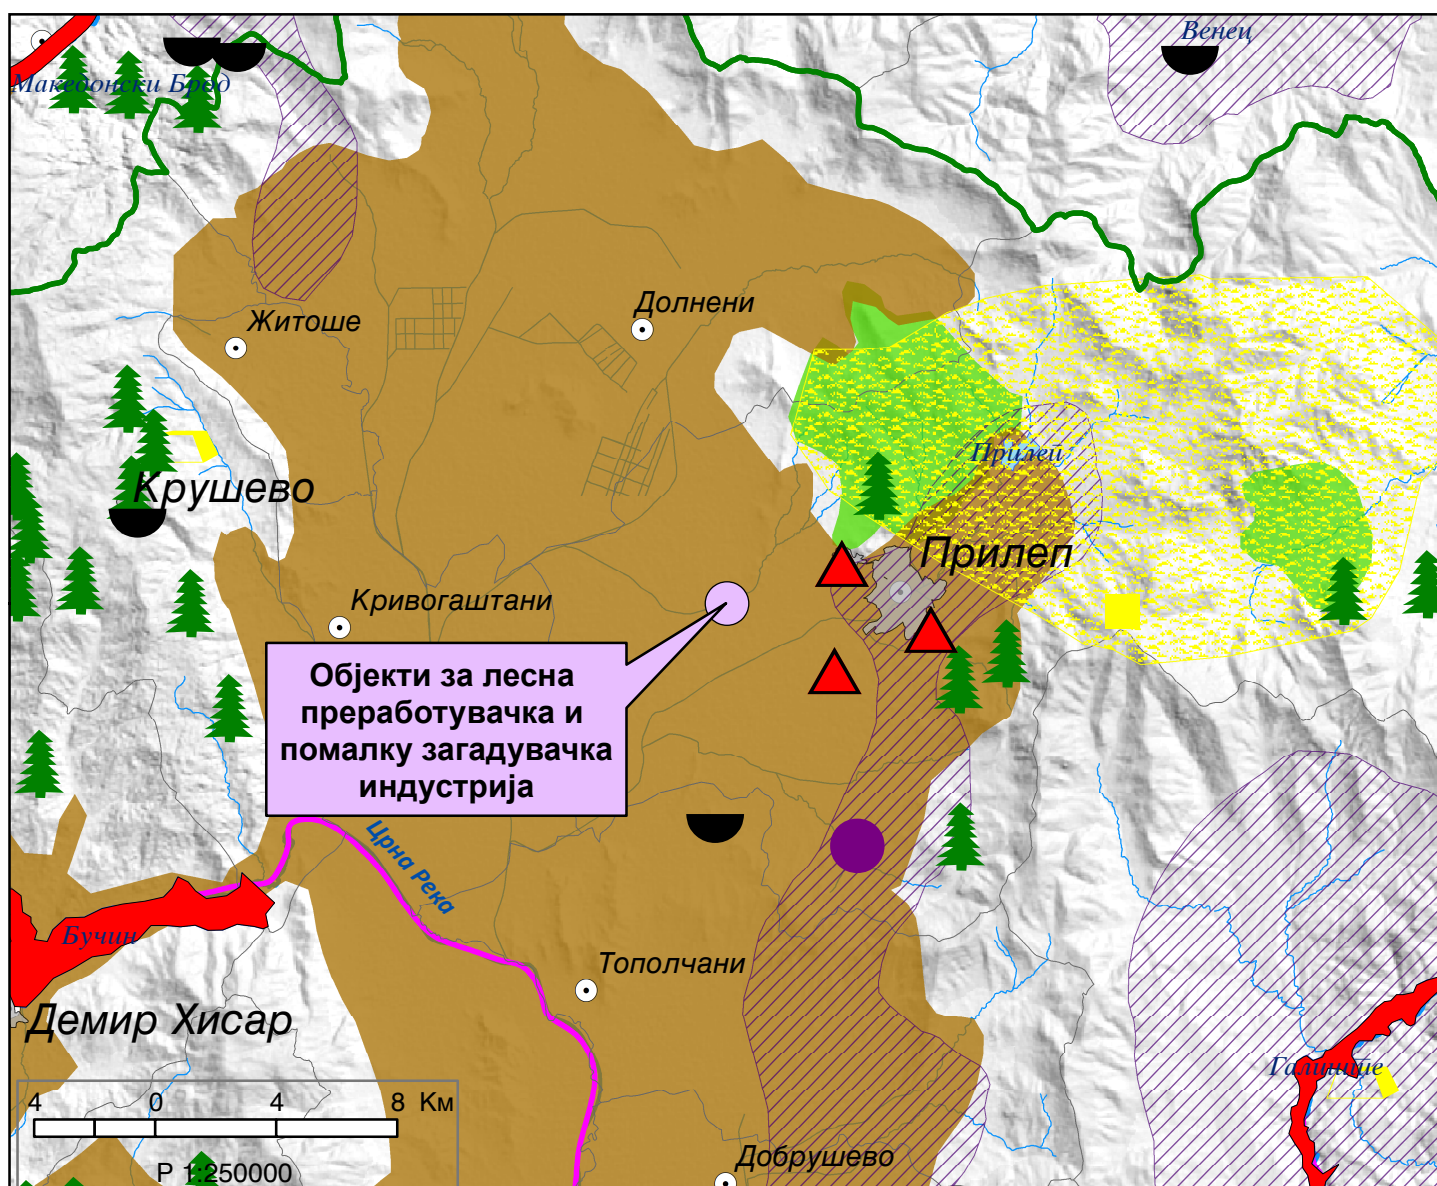 Венец
Македонски Брод
Долнени
Житоше
Прилеп
Крушево
Прилеп
Кривогаштани
Објекти за лесна
преработувачка и
помалку загадувачка
индустрија
Црна Река
Бучин
Тополчани
Демир Хисар
Галиште
4 0 4 8 Км
Добрушево
Р 1:250000